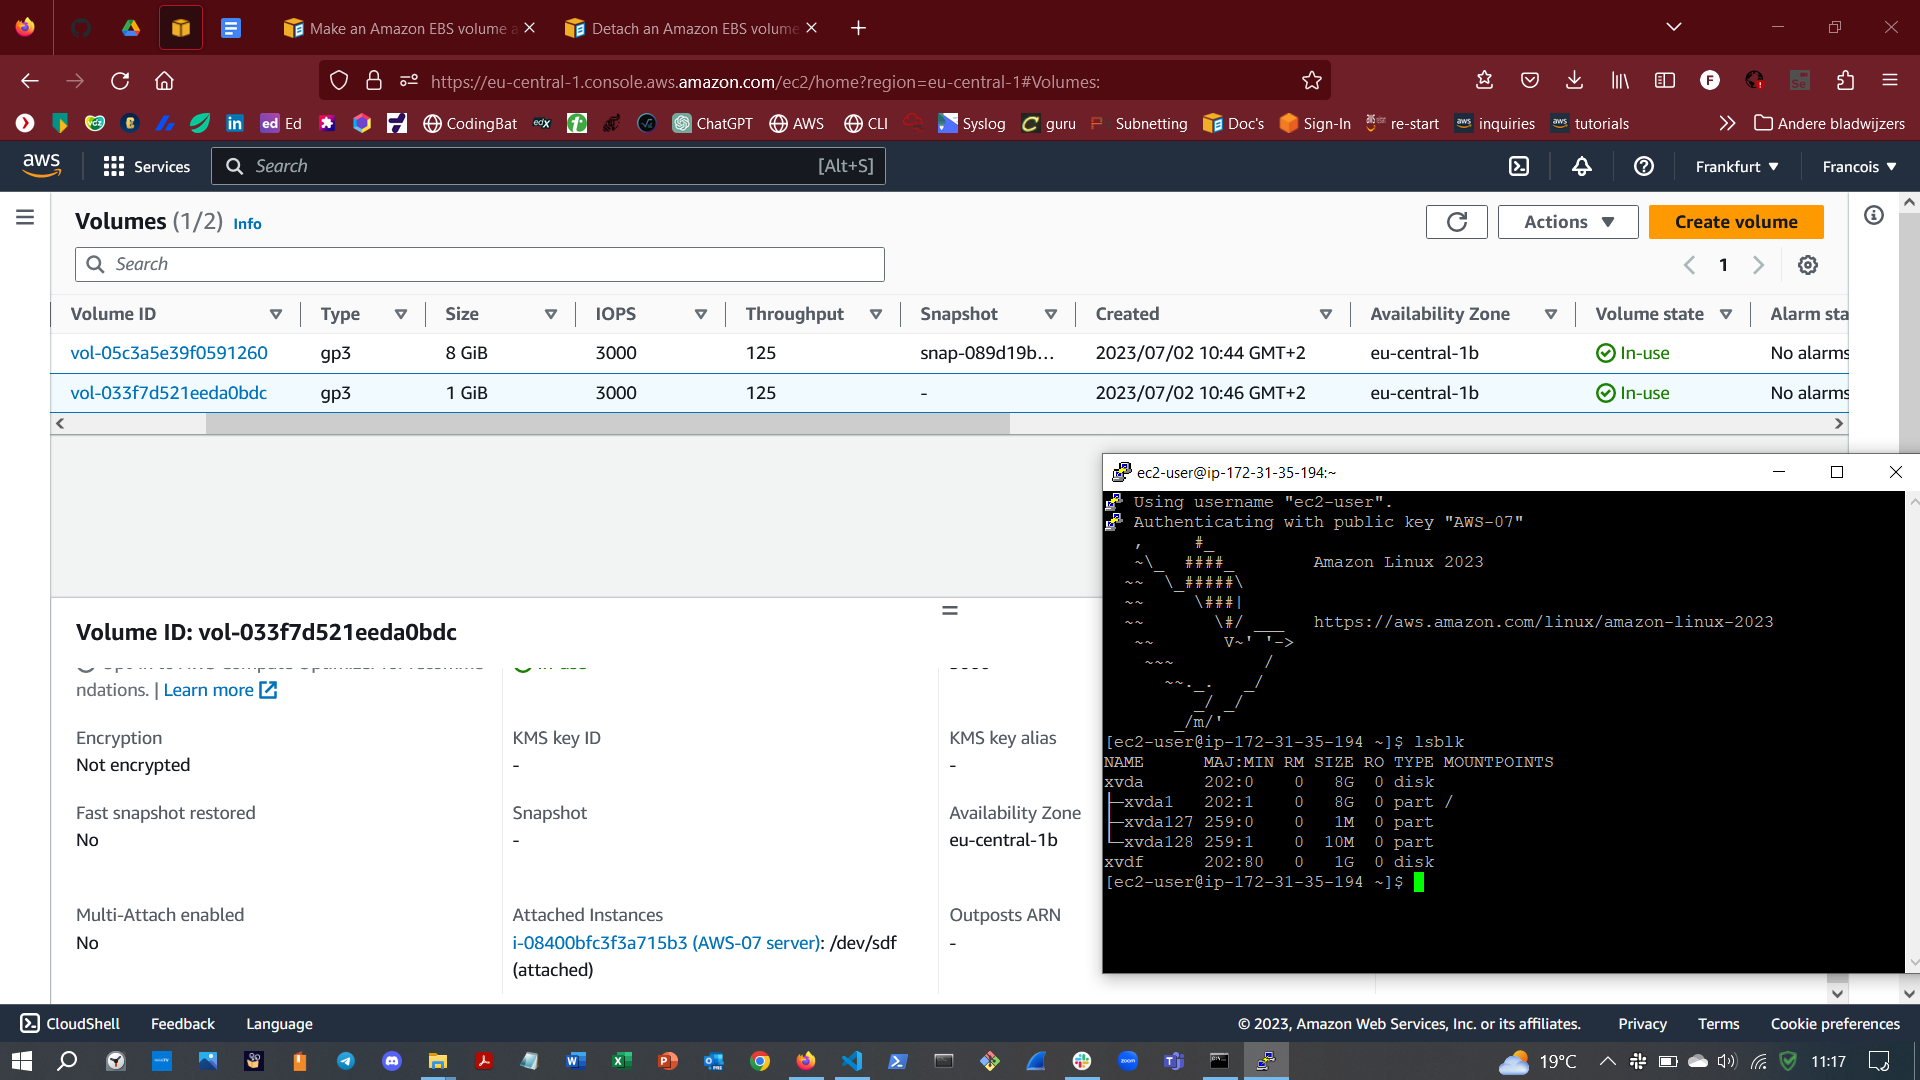 Make an Amazon EBS volume a
Detach an Amazon EBS volume
https://eu-central-1.console.aws.amazon.com/ec2/home?region=eu-central-1#Volumes:
F
ed Ed
CodingBat
edx
ChatGPT
AWS
CLI
Syslog
guru
Subnetting
Doc's
Sign-In
re-start
aws inquiries
aws tutorials
Andere bladwijzers
aws
Services
Search
[Alt+S]
Frankfurt
Francois
Volumes (1/2) Info
Actions
Create volume
Search
1
Volume ID Type Size IOPS Throughput Snapshot Created Availability Zone Volume state Alarm sta
vol-05c3a5e39f0591260 gp3 8 GiB 3000 125 snap-089d19b... 2023/07/02 10:44 GMT+2 eu-central-1b In-use No alarms
vol-033f7d521eeda0bdc gp3 1 GiB 3000 125 - 2023/07/02 10:46 GMT+2 eu-central-1b In-use No alarms
Volume ID: vol-033f7d521eeda0bdc
ndations. | Learn more
Encryption
Not encrypted
KMS key ID
-
KMS key alias
-
Fast snapshot restored
No
Snapshot
-
Availability Zone
eu-central-1b
Multi-Attach enabled
No
Attached Instances
i-08400bfc3f3a715b3 (AWS-07 server): /dev/sdf
(attached)
Outposts ARN
-
ec2-user@ip-172-31-35-194:~
Using username "ec2-user".
Authenticating with public key "AWS-07"
   ,     #_
   ~\_  ####_        Amazon Linux 2023
  ~~  \_#####\
  ~~     \###|
  ~~       \#/ ___   https://aws.amazon.com/linux/amazon-linux-2023
   ~~       V~' '->
    ~~~         /
      ~~._.   _/
         _/ _/
       _/m/'
[ec2-user@ip-172-31-35-194 ~]$ lsblk
NAME      MAJ:MIN RM SIZE RO TYPE MOUNTPOINTS
xvda      202:0    0   8G  0 disk
├─xvda1   202:1    0   8G  0 part /
├─xvda127 259:0    0   1M  0 part
└─xvda128 259:1    0  10M  0 part
xvdf      202:80   0   1G  0 disk
[ec2-user@ip-172-31-35-194 ~]$
CloudShell
Feedback
Language
© 2023, Amazon Web Services, Inc. or its affiliates.
Privacy
Terms
Cookie preferences
19°C
11:17